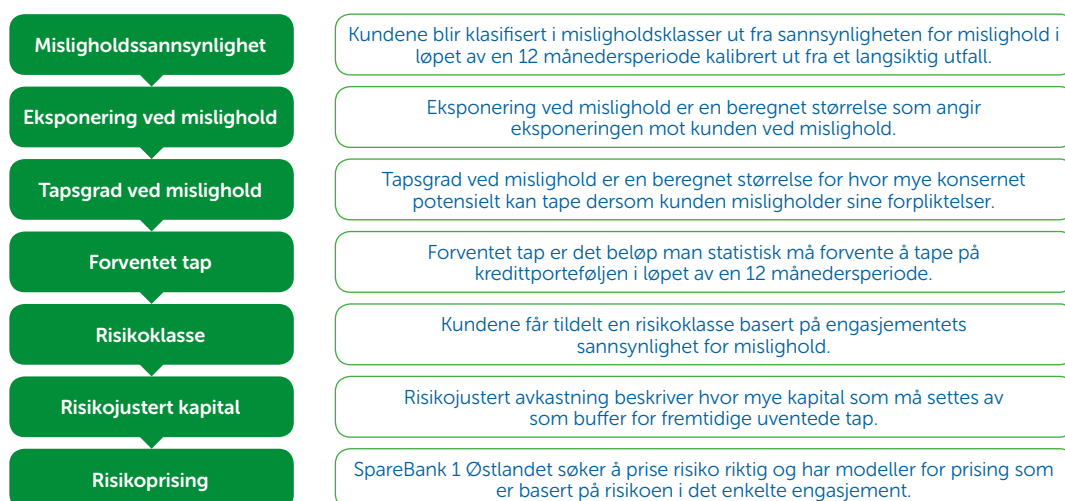 Misligholdssannsynlighet
Kundene blir klasifisert i misligholdsklasser ut fra sannsynligheten for mislighold i
løpet av en 12 månedersperiode kalibrert ut fra et langsiktig utfall.
Eksponering ved mislighold
Eksponering ved mislighold er en beregnet størrelse som angir
eksponeringen mot kunden ved mislighold.
Tapsgrad ved mislighold
Tapsgrad ved mislighold er en beregnet størrelse for hvor mye konsernet
potensielt kan tape dersom kunden misligholder sine forpliktelser.
Forventet tap
Forventet tap er det beløp man statistisk må forvente å tape på
kredittporteføljen i løpet av en 12 månedersperiode.
Risikoklasse
Kundene får tildelt en risikoklasse basert på engasjementets
sannsynlighet for mislighold.
Risikojustert kapital
Risikojustert avkastning beskriver hvor mye kapital som må settes av
som buffer for fremtidige uventede tap.
Risikoprising
SpareBank 1 Østlandet søker å prise risiko riktig og har modeller for prising som
er basert på risikoen i det enkelte engasjement.